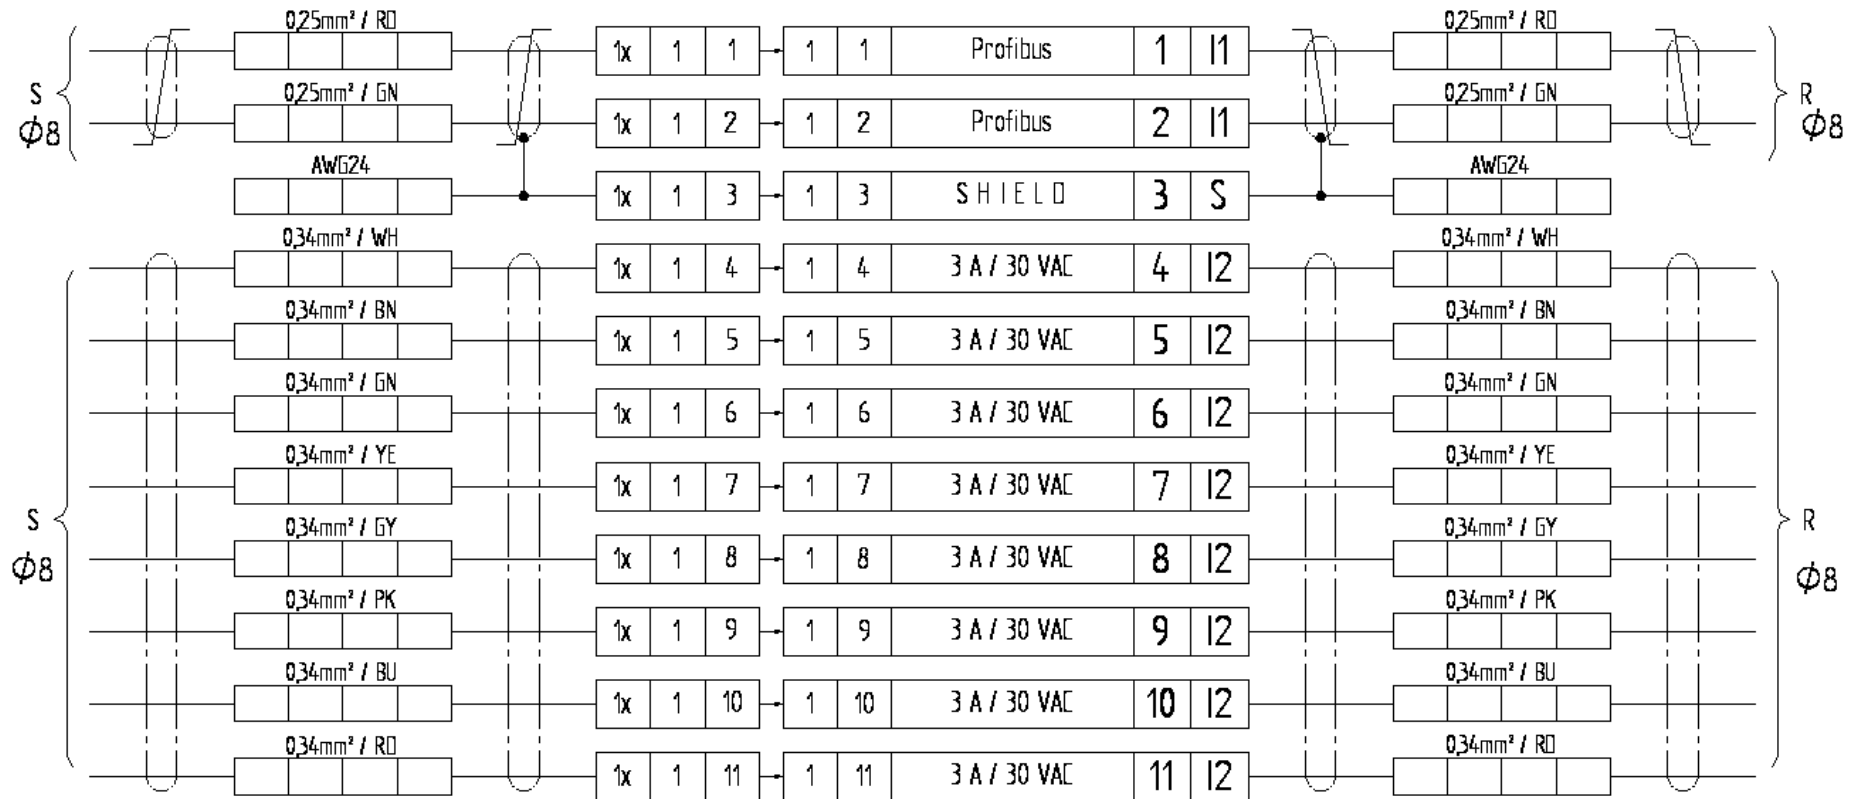 0,25mm² / RD 0,25mm² / RD
1x 1 1 1 1 Profibus 1 I1
S 0,25mm² / GN 0,25mm² / GN R
Φ8 1x 1 2 1 2 Profibus 2 I1 Φ8
AWG24 AWG24
1x 1 3 1 3 SHIELD 3 S
0,34mm² / WH 0,34mm² / WH
1x 1 4 1 4 3 A / 30 VAC 4 I2
0,34mm² / BN 0,34mm² / BN
1x 1 5 1 5 3 A / 30 VAC 5 I2
0,34mm² / GN 0,34mm² / GN
1x 1 6 1 6 3 A / 30 VAC 6 I2
0,34mm² / YE 0,34mm² / YE
1x 1 7 1 7 3 A / 30 VAC 7 I2
S 0,34mm² / GY 0,34mm² / GY R
Φ8 1x 1 8 1 8 3 A / 30 VAC 8 I2 Φ8
0,34mm² / PK 0,34mm² / PK
1x 1 9 1 9 3 A / 30 VAC 9 I2
0,34mm² / BU 0,34mm² / BU
1x 1 10 1 10 3 A / 30 VAC 10 I2
0,34mm² / RD 0,34mm² / RD
1x 1 11 1 11 3 A / 30 VAC 11 I2